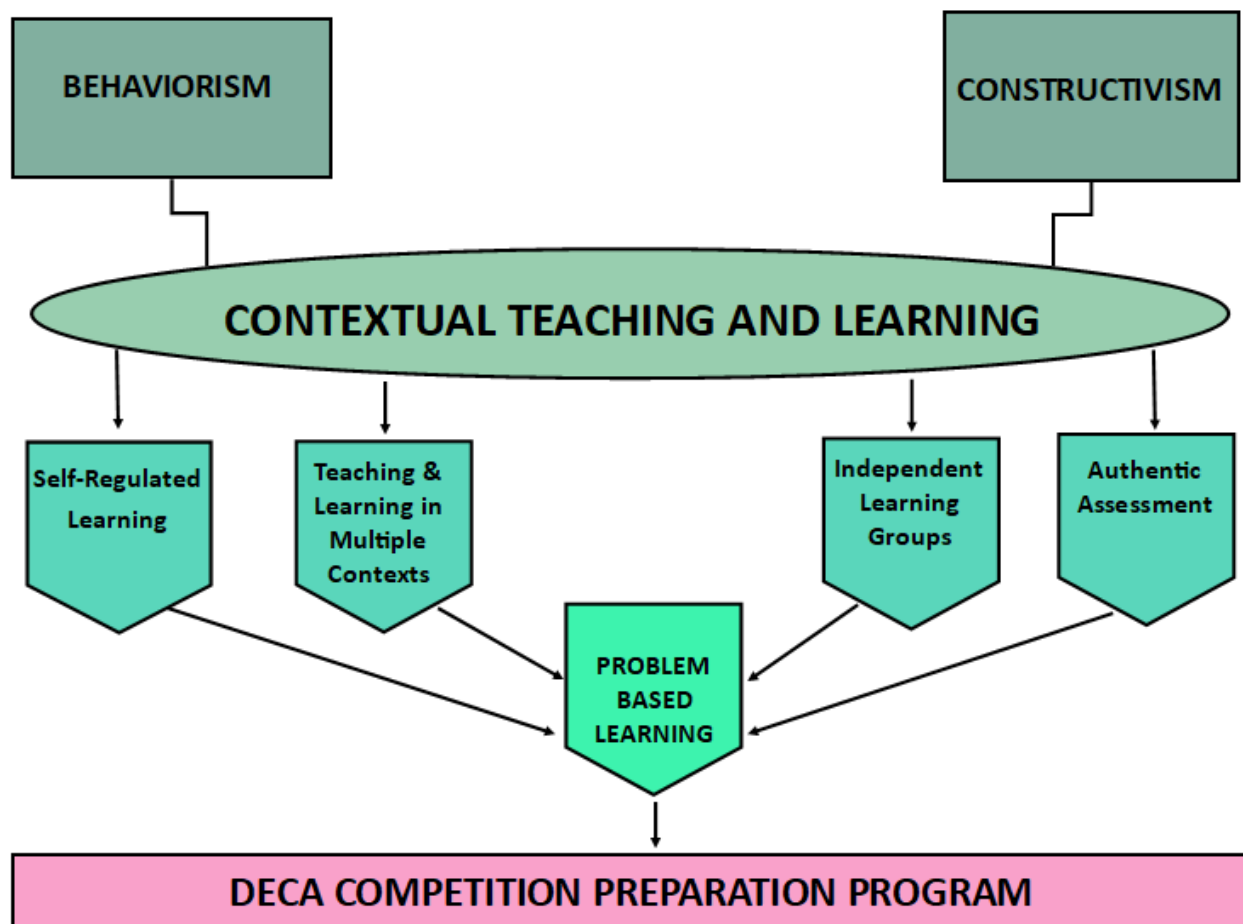 BEHAVIORISM
CONSTRUCTIVISM
CONTEXTUAL TEACHING AND LEARNING
Self-Regulated
Learning
Teaching &
Learning in
Multiple
Contexts
Independent
Learning
Groups
Authentic
Assessment
PROBLEM
BASED
LEARNING
DECA COMPETITION PREPARATION PROGRAM